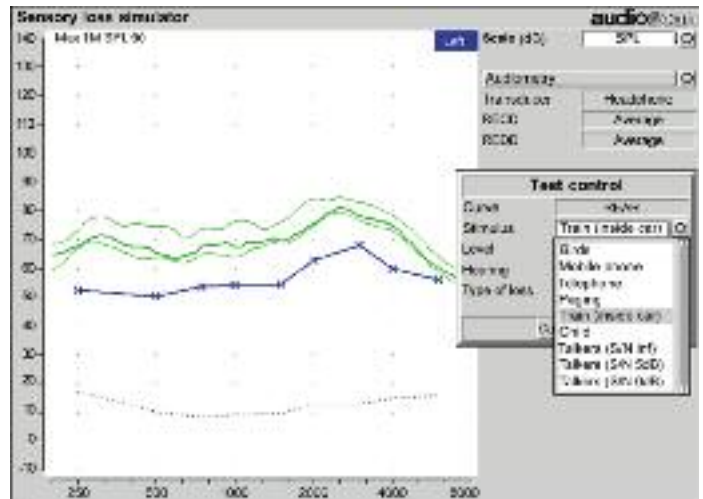 Sensory loss simulator
Max TM SPL 90
Left
Scale (dB) SPL
Audiometry
Transducer Headphone
RECD Average
REDD Average
140
130
120
100
90
80
70
60
50
40
30
20
10
0
-10
250 500 1000 2000 4000 8000
Test control
Curve REAR
Stimulus Train (inside car)
Level
Hearing
Type of loss
Birds
Mobile phone
Telephone
Paging
Train (inside car)
Child
Talkers (S/N inf)
Talkers (S/N 5dB)
Talkers (S/N 0dB)